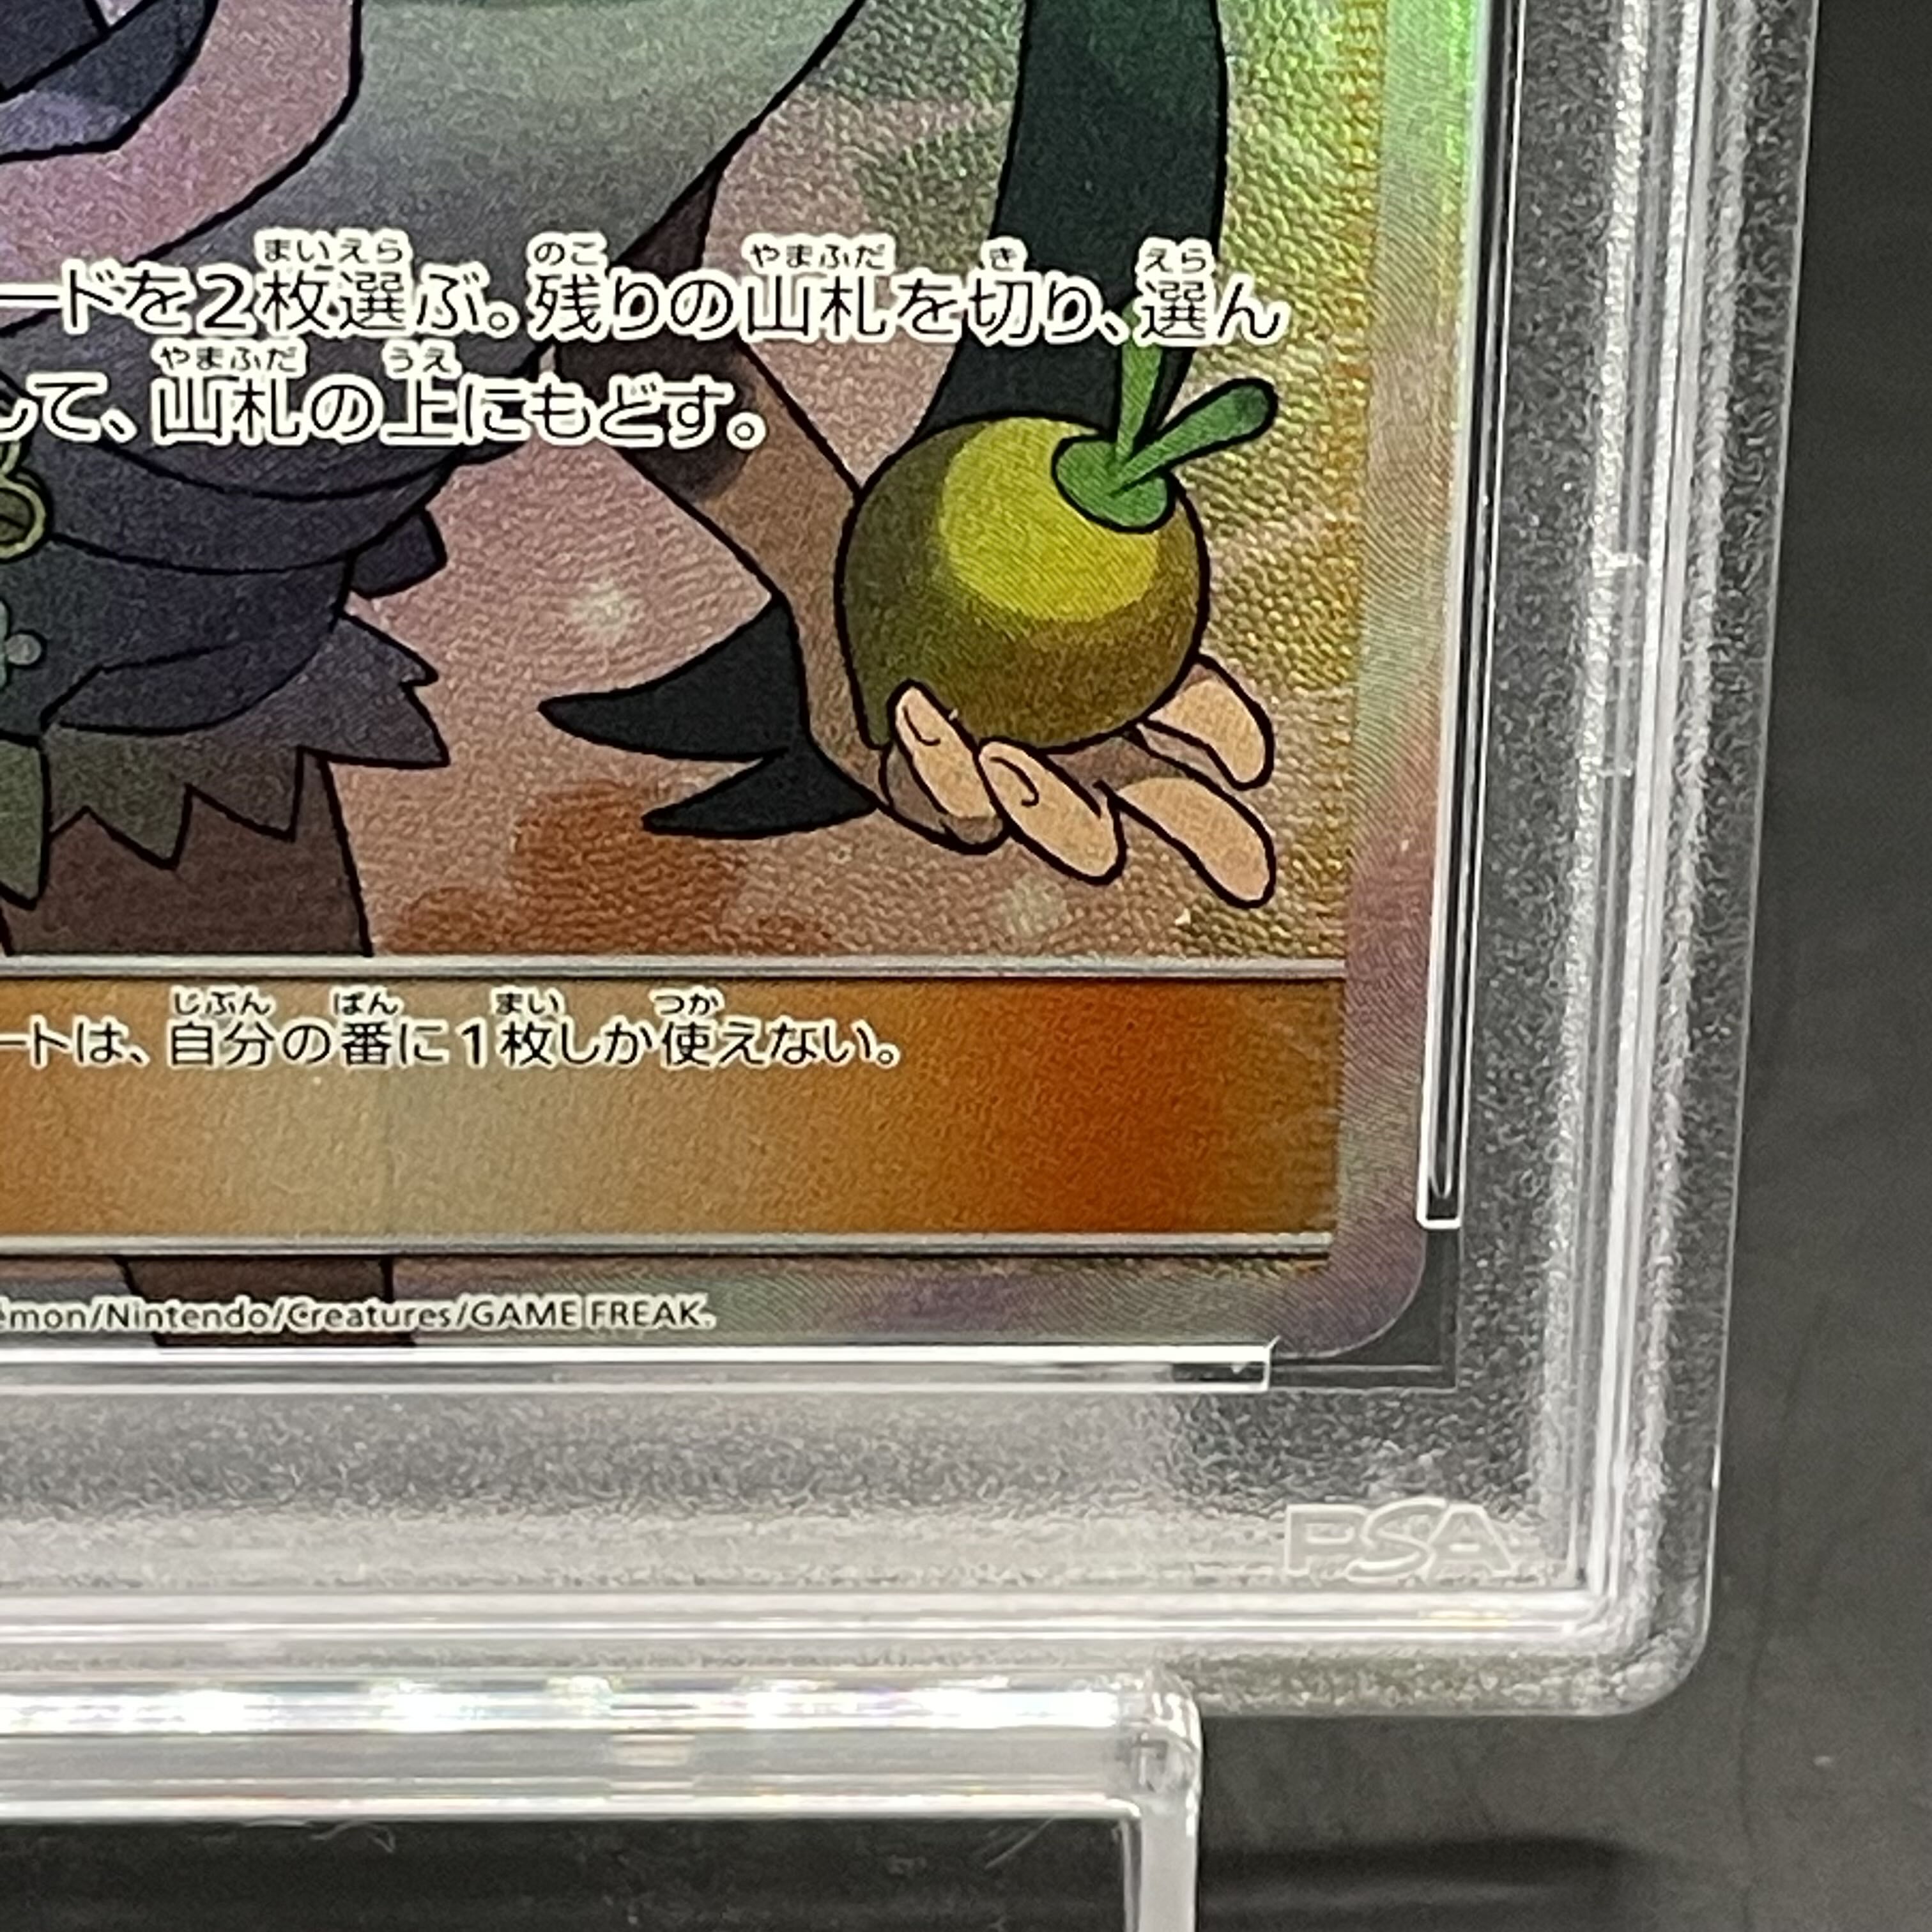 ードを2枚選ぶ。残りの山札を切り、選ん
して、山札の上にもどす。
ートは、自分の番に1枚しか使えない。
émon/Nintendo/Creatures/GAME FREAK.
PSA